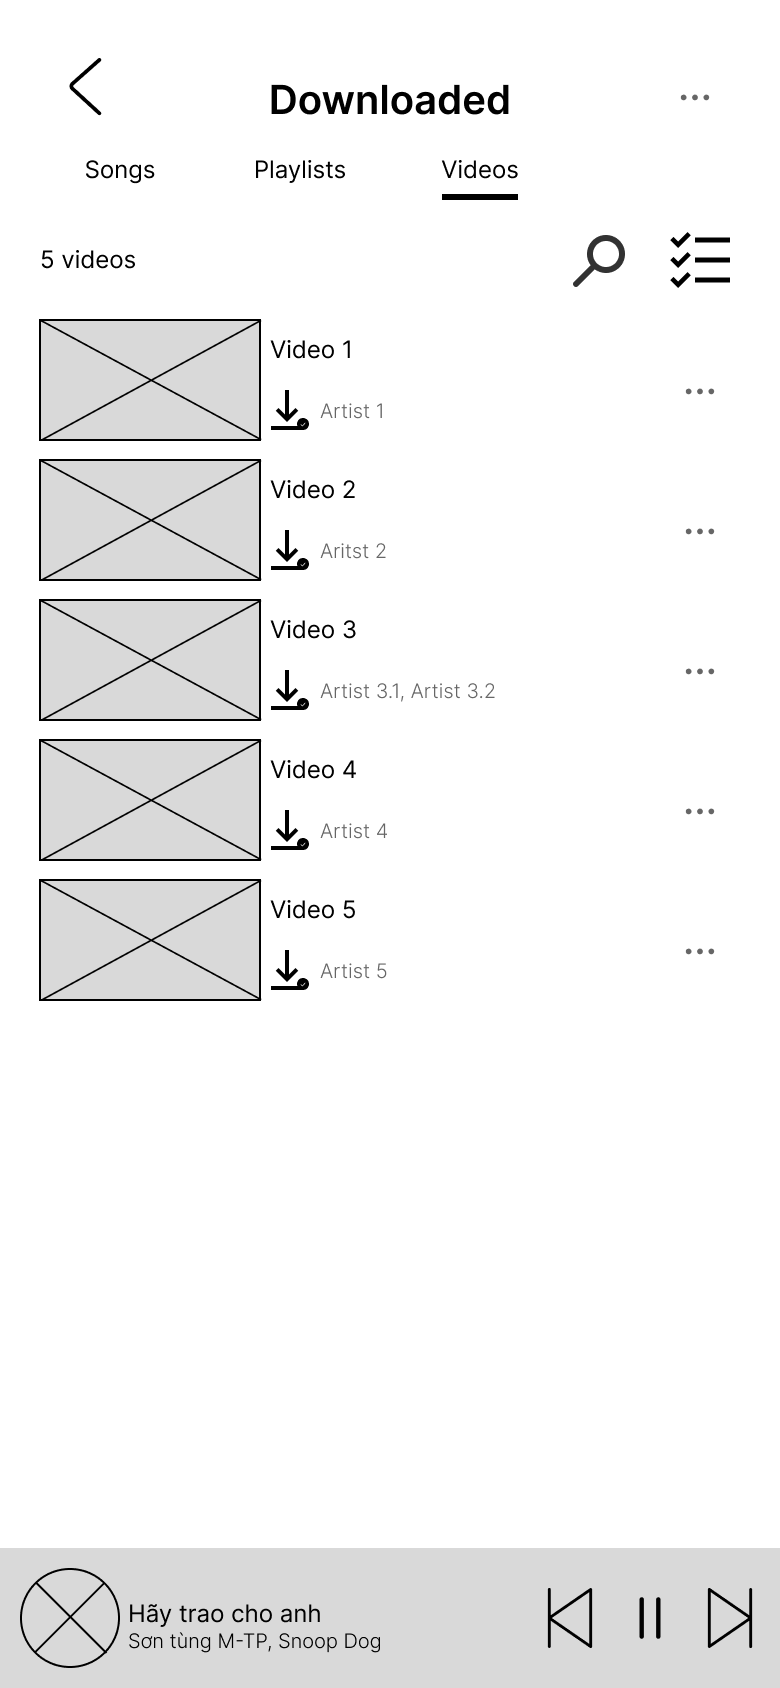 Downloaded
Songs Playlists Videos
5 videos
Video 1
Artist 1
Video 2
Aritst 2
Video 3
Artist 3.1, Artist 3.2
Video 4
Artist 4
Video 5
Artist 5
Hãy trao cho anh
Sơn tùng M-TP, Snoop Dog